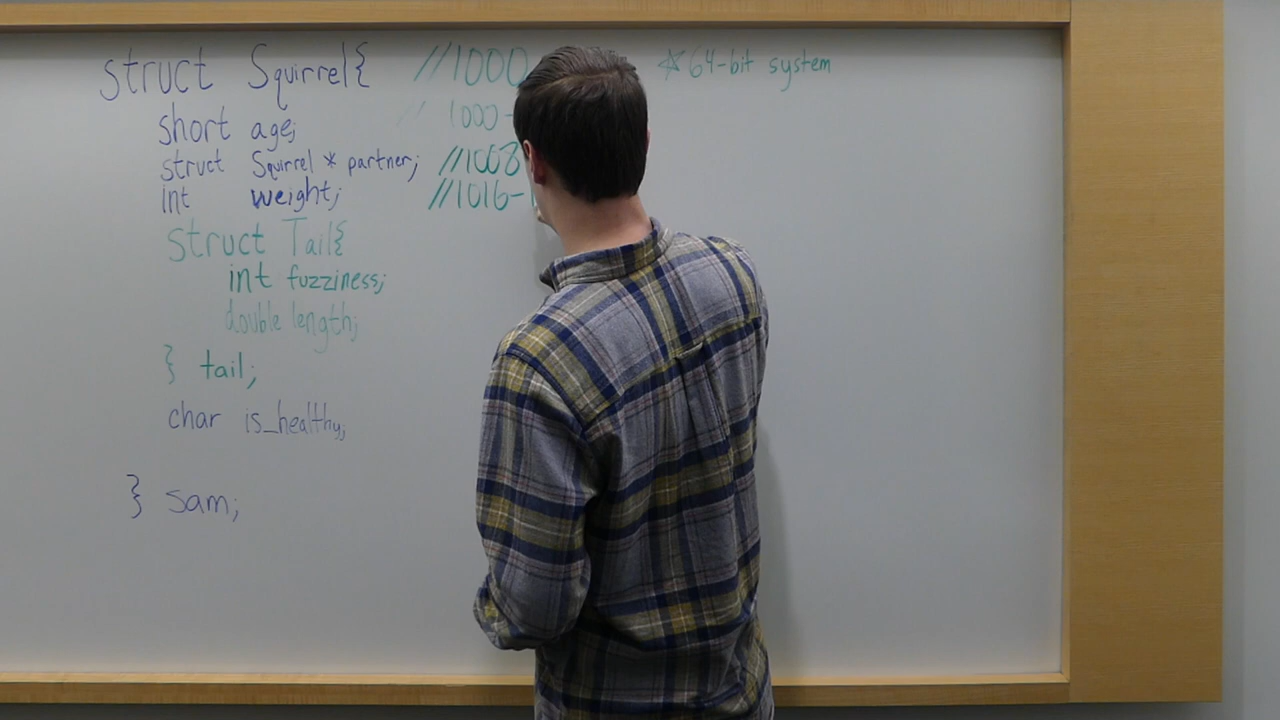 struct Squirrel{ //1000 *64-bit system
short age; // 1000-
struct Squirrel * partner; //1008
int weight; //1016-
struct Tail{
int fuzziness;
double length;
} tail;
char is_healthy;
} sam;